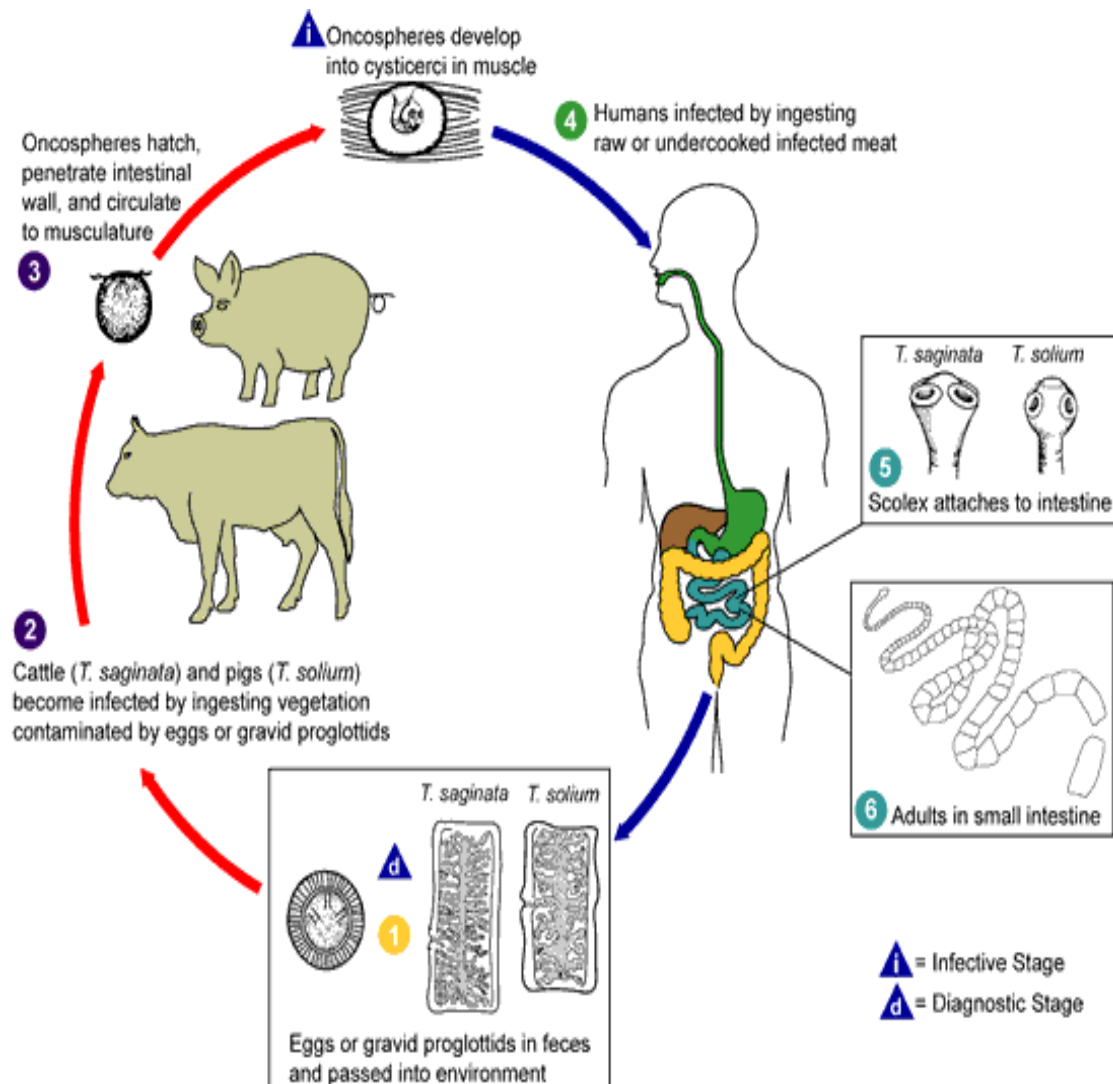 i Oncospheres develop
into cysticerci in muscle
4 Humans infected by ingesting
raw or undercooked infected meat
Oncospheres hatch,
penetrate intestinal
wall, and circulate
to musculature
3
T. saginata T. solium
5
Scolex attaches to intestine
2
Cattle (T. saginata) and pigs (T. solium)
become infected by ingesting vegetation
contaminated by eggs or gravid proglottids
6 Adults in small intestine
T. saginata T. solium
d
1
Eggs or gravid proglottids in feces
and passed into environment
i = Infective Stage
d = Diagnostic Stage